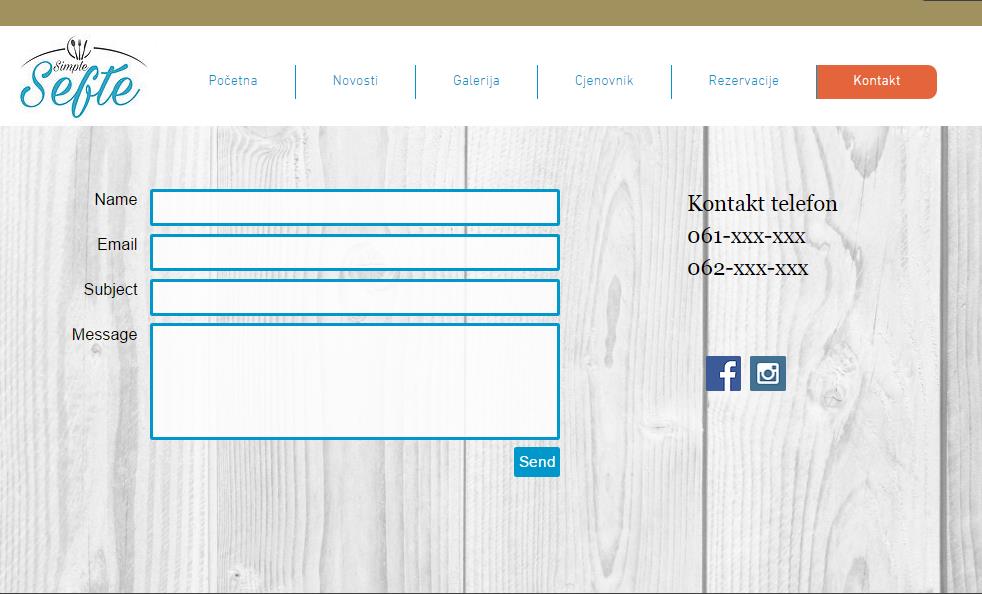 Simple
Sefte
Početna
Novosti
Galerija
Cjenovnik
Rezervacije
Kontakt
Name
Email
Subject
Message
Send
Kontakt telefon
061-xxx-xxx
062-xxx-xxx